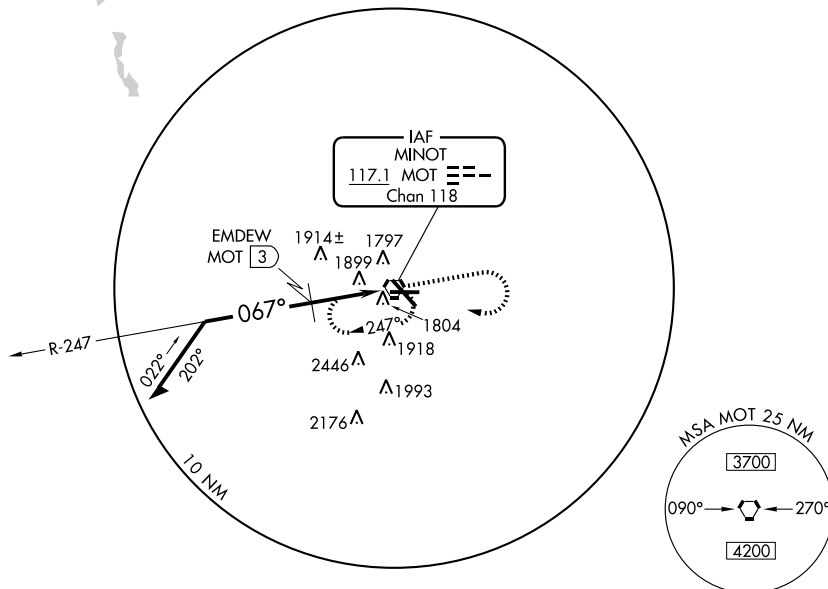 IAF
MINOT
117.1 MOT
Chan 118
EMDEW
MOT 3
1914±
1797
1899
067°
247°
1804
R-247
022°
202°
1918
2446
1993
2176
10 NM
MSA MOT 25 NM
3700
090°
270°
4200